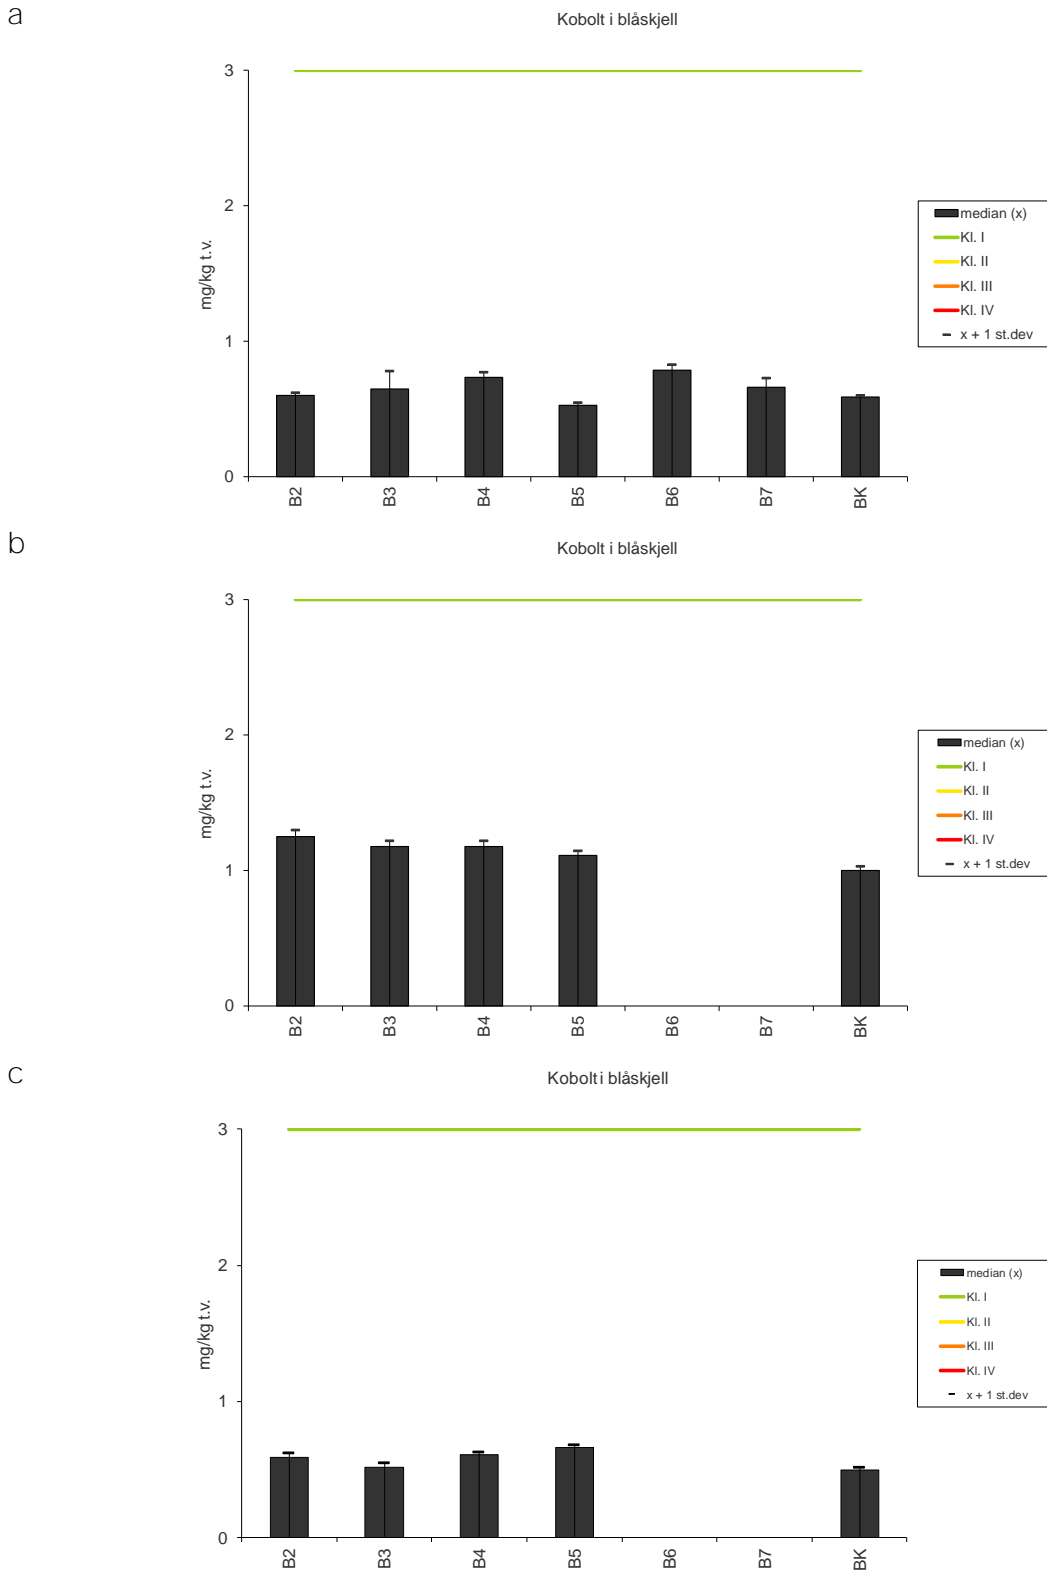 a
Kobolt i blåskjell
3
2
1
0
mg/kg t.v.
B2
B3
B4
B5
B6
B7
BK
median (x)
Kl. I
Kl. II
Kl. III
Kl. IV
x + 1 st.dev
b
Kobolt i blåskjell
3
2
1
0
mg/kg t.v.
B2
B3
B4
B5
B6
B7
BK
median (x)
Kl. I
Kl. II
Kl. III
Kl. IV
x + 1 st.dev
c
Kobolt i blåskjell
3
2
1
0
mg/kg t.v.
B2
B3
B4
B5
B6
B7
BK
median (x)
Kl. I
Kl. II
Kl. III
Kl. IV
x + 1 st.dev